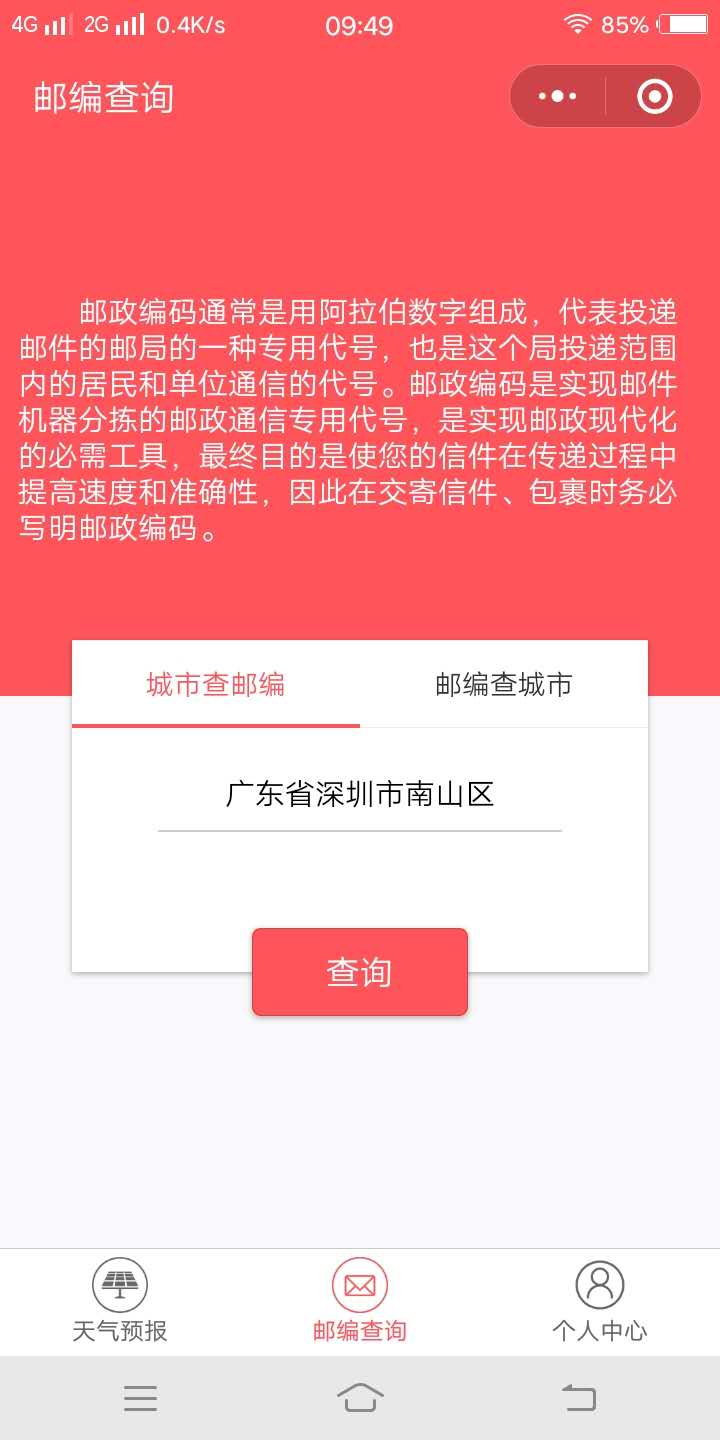 4G 2G 0.4K/s 09:49 85%
邮编查询
邮政编码通常是用阿拉伯数字组成，代表投递
邮件的邮局的一种专用代号，也是这个局投递范围
内的居民和单位通信的代号。邮政编码是实现邮件
机器分拣的邮政通信专用代号，是实现邮政现代化
的必需工具，最终目的是使您的信件在传递过程中
提高速度和准确性，因此在交寄信件、包裹时务必
写明邮政编码。
城市查邮编 邮编查城市
广东省深圳市南山区
查询
天气预报 邮编查询 个人中心